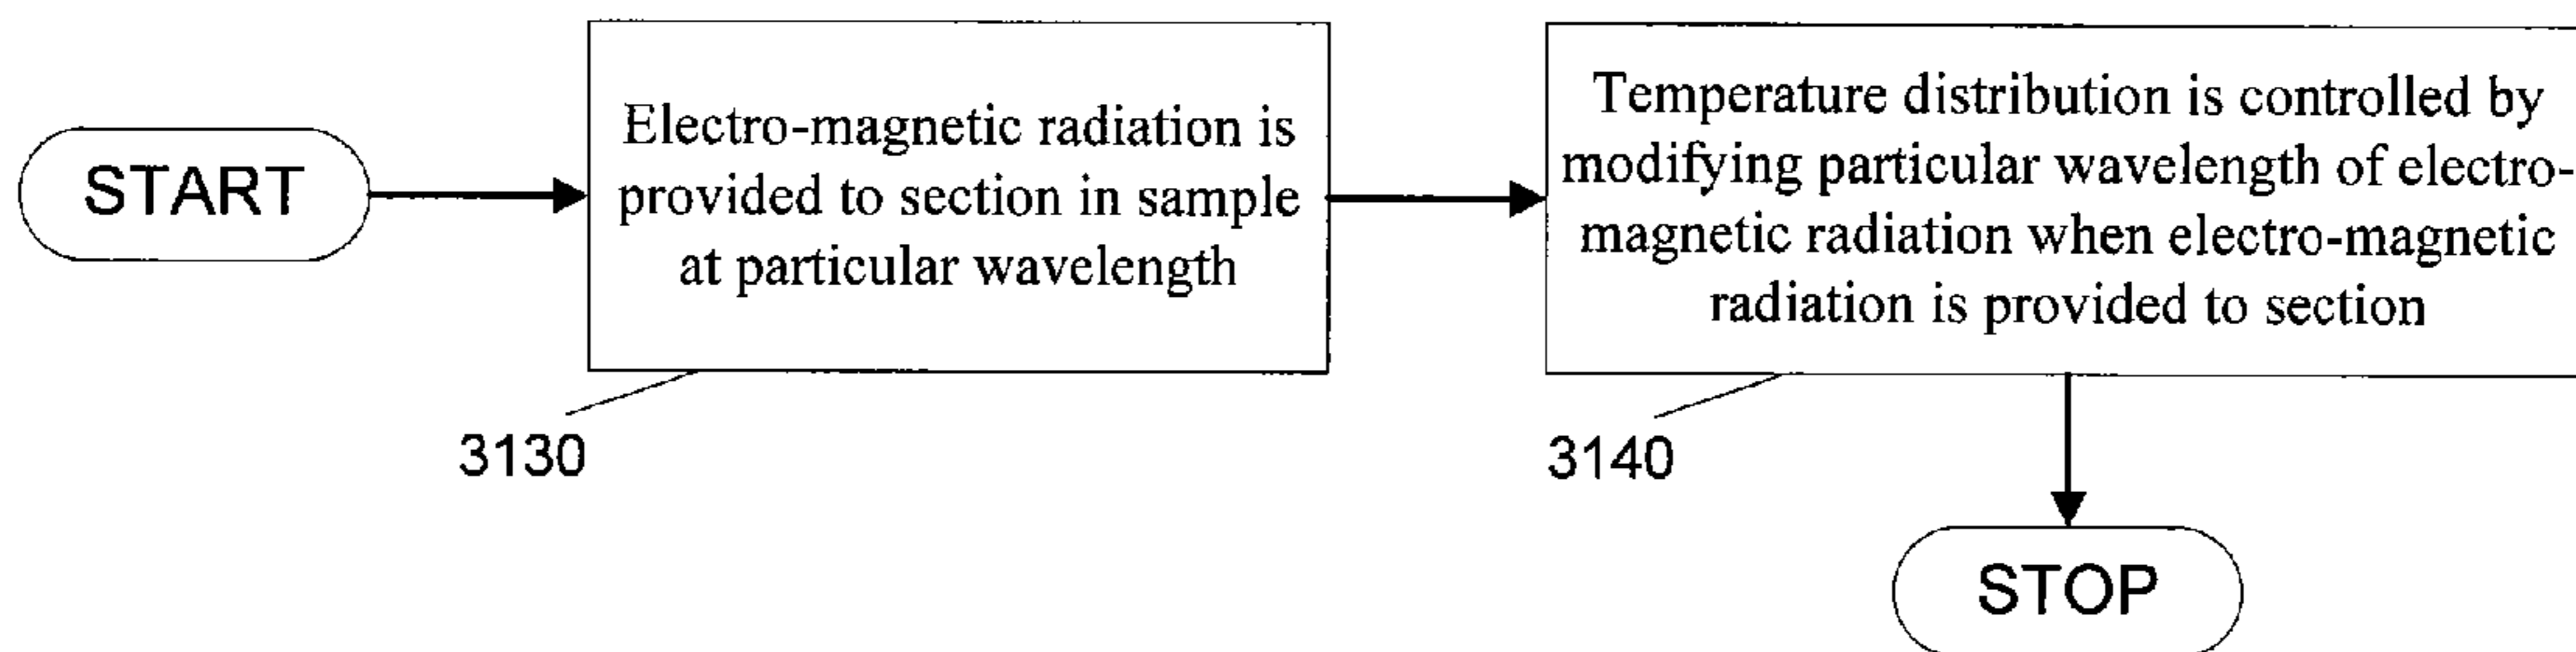 START
Electro-magnetic radiation is
provided to section in sample
at particular wavelength
3130
Temperature distribution is controlled by
modifying particular wavelength of electro-
magnetic radiation when electro-magnetic
radiation is provided to section
3140
STOP